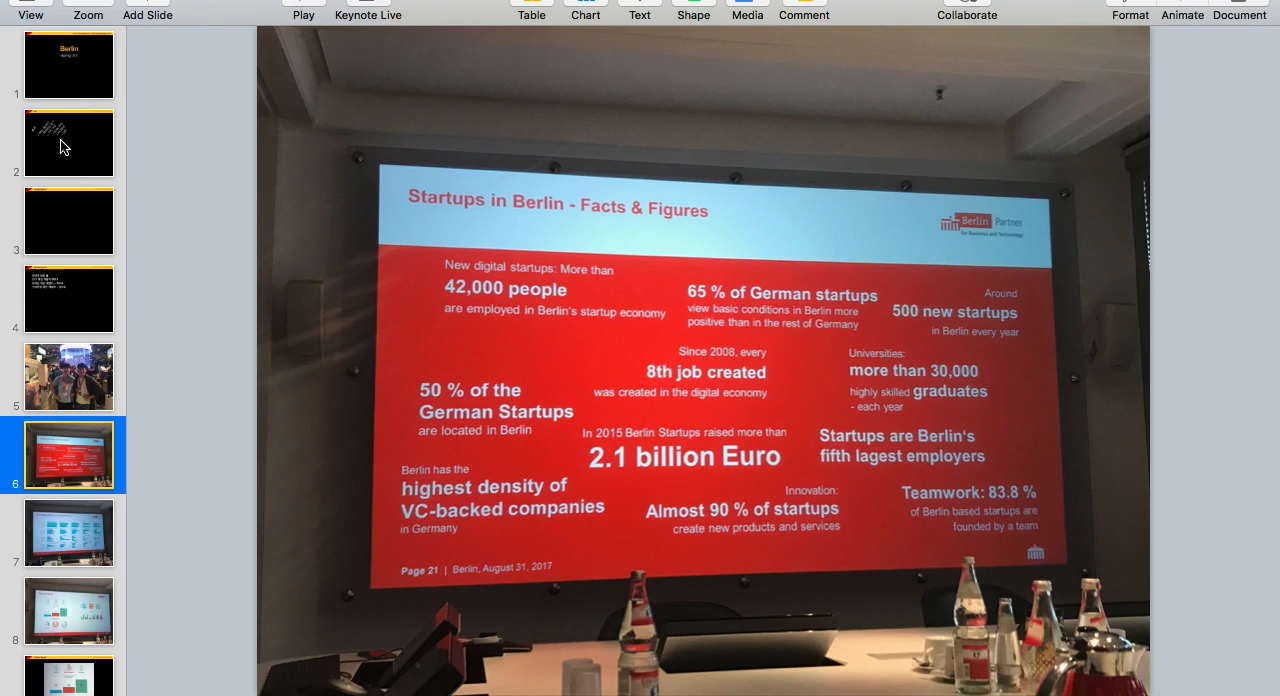 View
Zoom
Add Slide
Play
Keynote Live
Table
Chart
Text
Shape
Media
Comment
Collaborate
Format
Animate
Document
1
Berlin
2
3
4
5
6
7
8
Startups in Berlin - Facts & Figures
Berlin Partner
for Business and Technology
New digital startups: More than
42,000 people
are employed in Berlin's startup economy
65 % of German startups
view basic conditions in Berlin more
positive than in the rest of Germany
Around
500 new startups
in Berlin every year
Since 2008, every
8th job created
was created in the digital economy
Universities:
more than 30,000
highly skilled graduates
- each year
50 % of the
German Startups
are located in Berlin
In 2015 Berlin Startups raised more than
2.1 billion Euro
Startups are Berlin's
fifth lagest employers
Berlin has the
highest density of
VC-backed companies
in Germany
Innovation:
Almost 90 % of startups
create new products and services
Teamwork: 83.8 %
of Berlin based startups are
founded by a team
Page 21 | Berlin, August 31, 2017